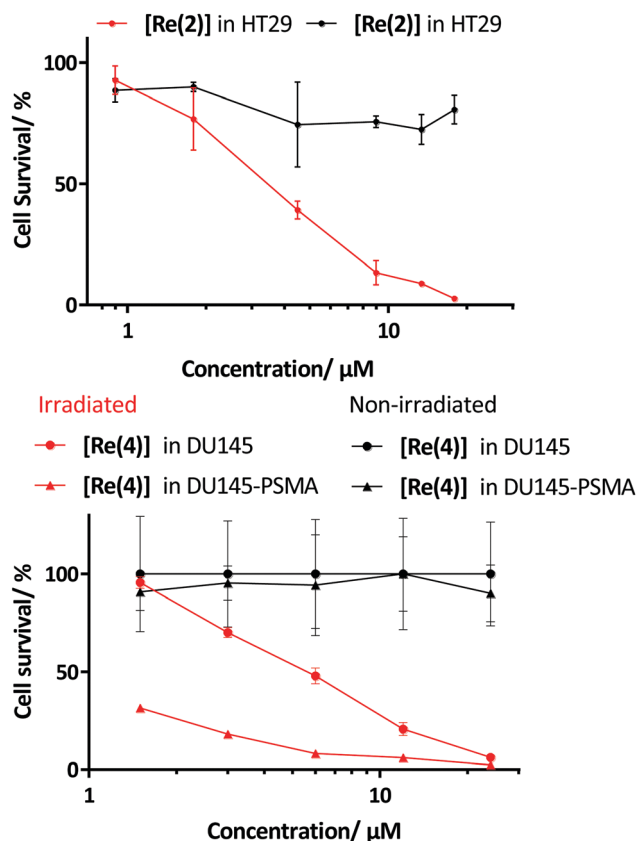 [Re(2)] in HT29 [Re(2)] in HT29
100
50
0
Cell Survival/ %
1 10
Concentration/ µM
Irradiated Non-irradiated
[Re(4)] in DU145 [Re(4)] in DU145
[Re(4)] in DU145-PSMA [Re(4)] in DU145-PSMA
100
50
0
Cell survival/ %
1 10
Concentration/ µM